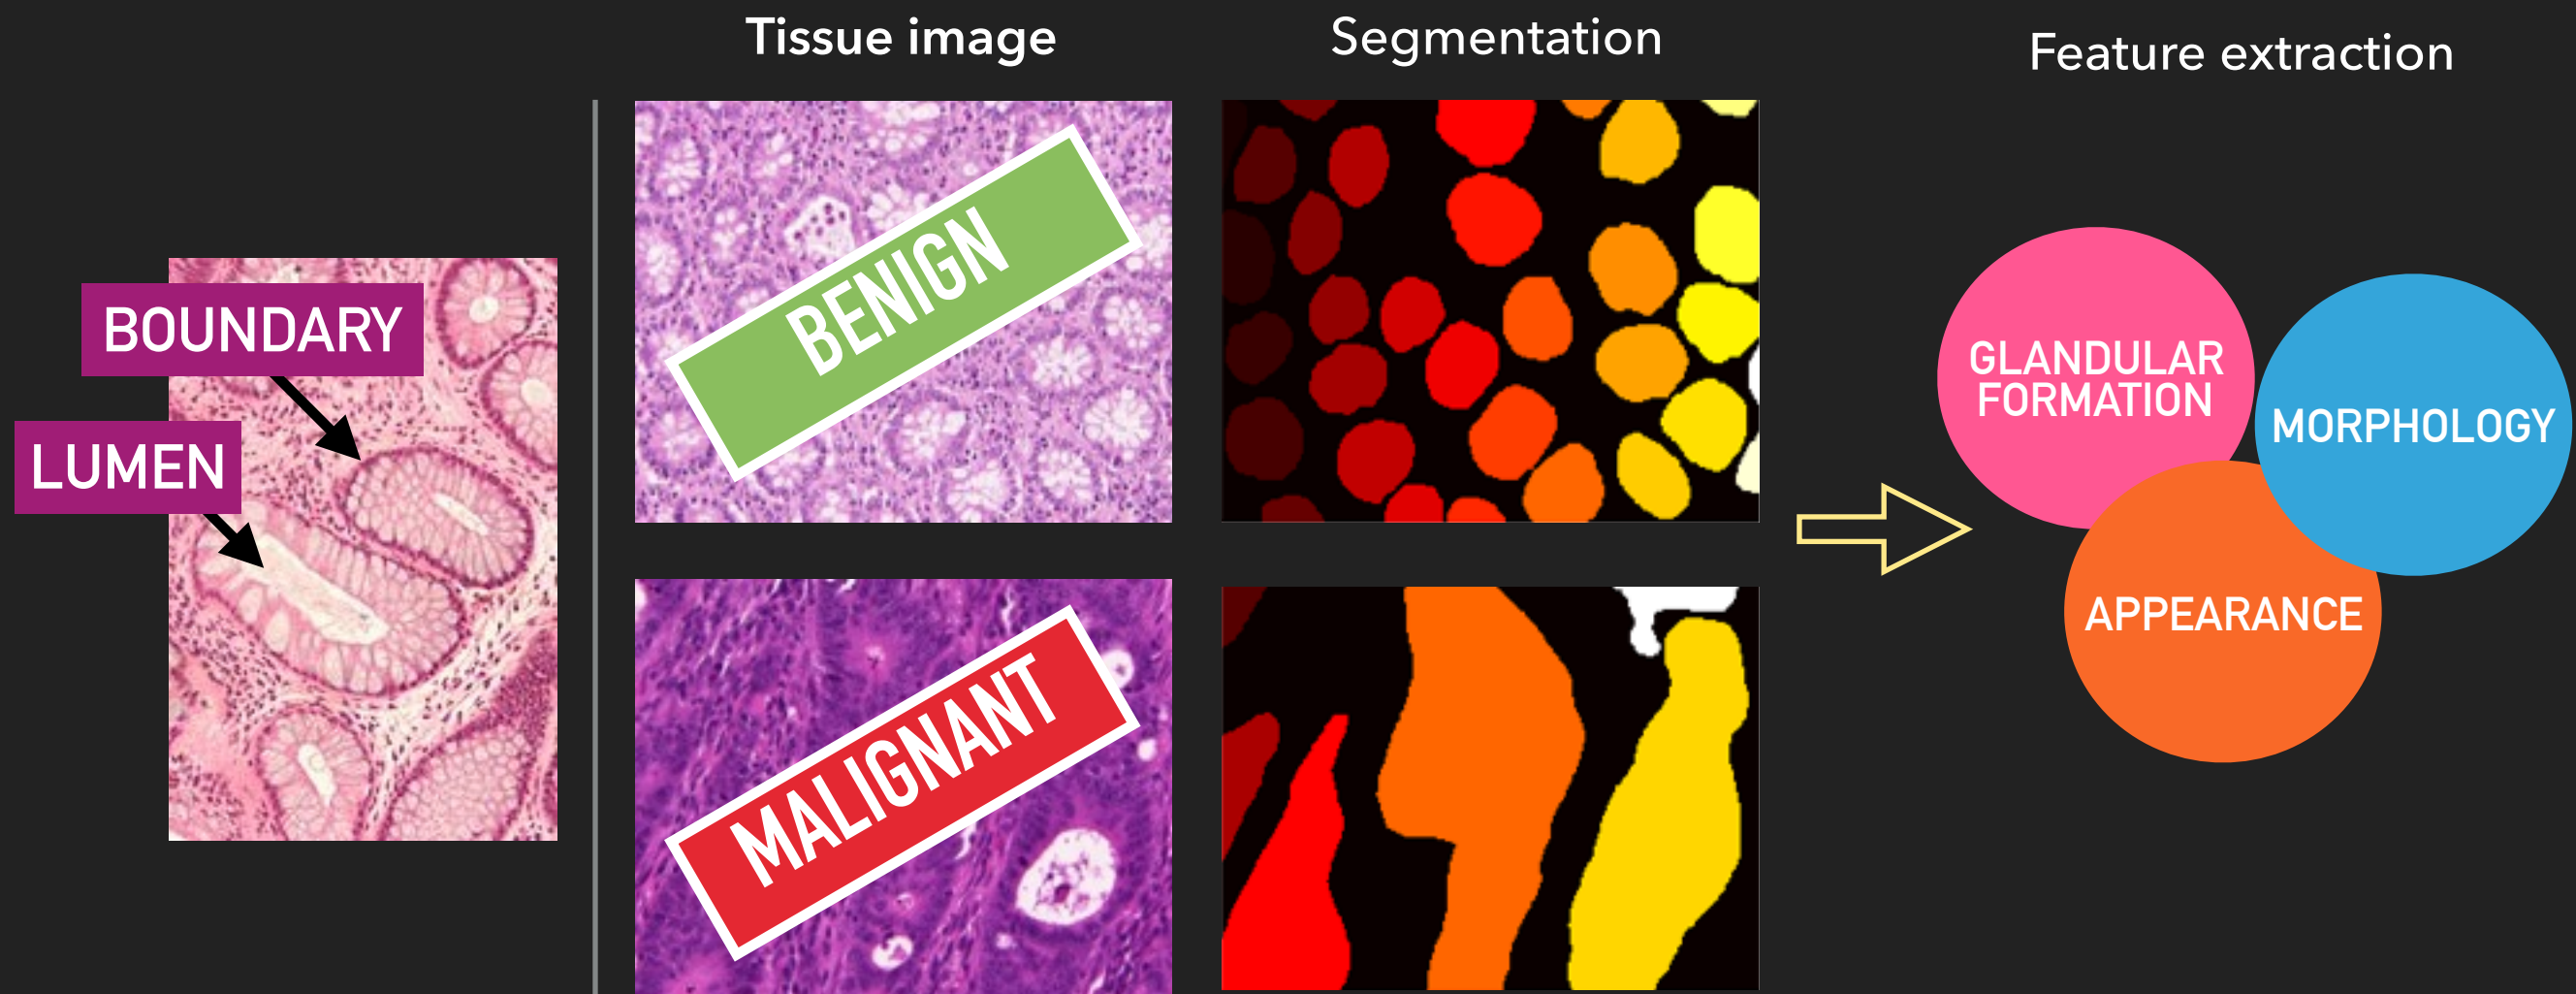 Tissue image
Segmentation
Feature extraction
BOUNDARY
LUMEN
BENIGN
MALIGNANT
GLANDULAR
FORMATION
MORPHOLOGY
APPEARANCE